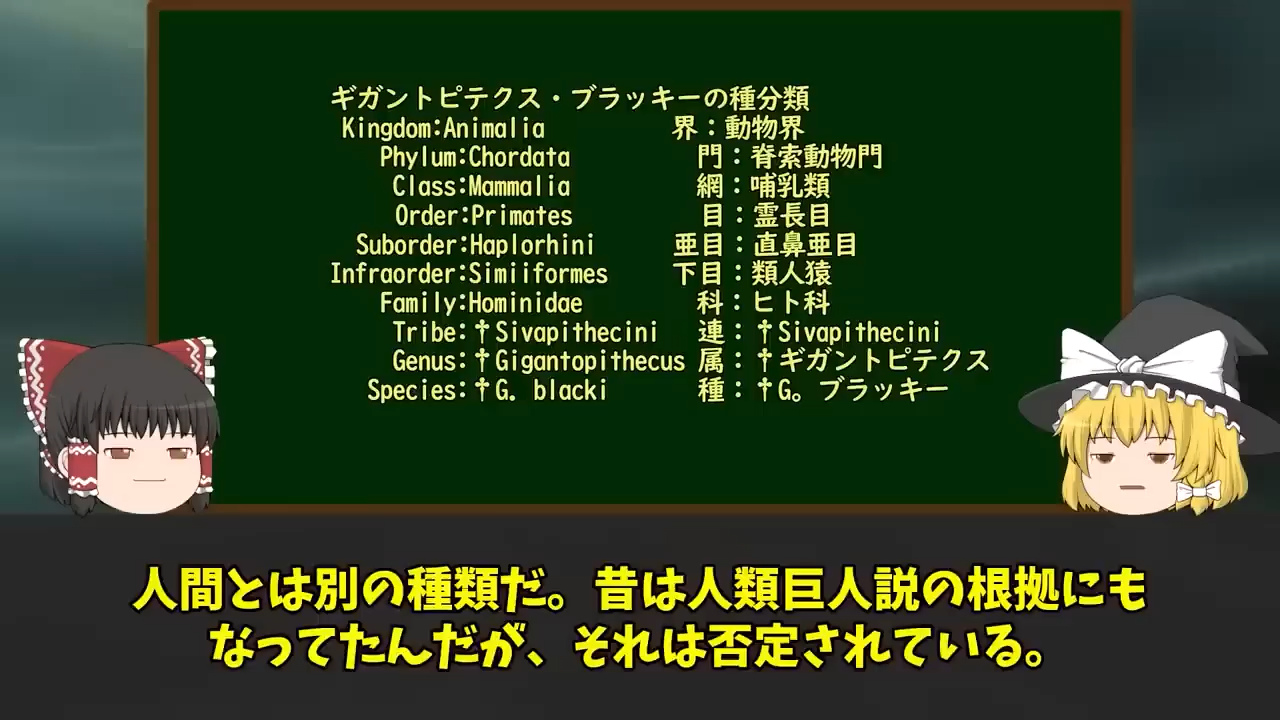 ギガントピテクス・ブラッキーの種分類
Kingdom:Animalia 界：動物界
Phylum:Chordata 門：脊索動物門
Class:Mammalia 網：哺乳類
Order:Primates 目：霊長目
Suborder:Haplorhini 亜目：直鼻亜目
Infraorder:Simiiformes 下目：類人猿
Family:Hominidae 科：ヒト科
Tribe:†Sivapithecini 連：†Sivapithecini
Genus:†Gigantopithecus 属：†ギガントピテクス
Species:†G. blacki 種：†G。ブラッキー
人間とは別の種類だ。昔は人類巨人説の根拠にも
なってたんだが、それは否定されている。